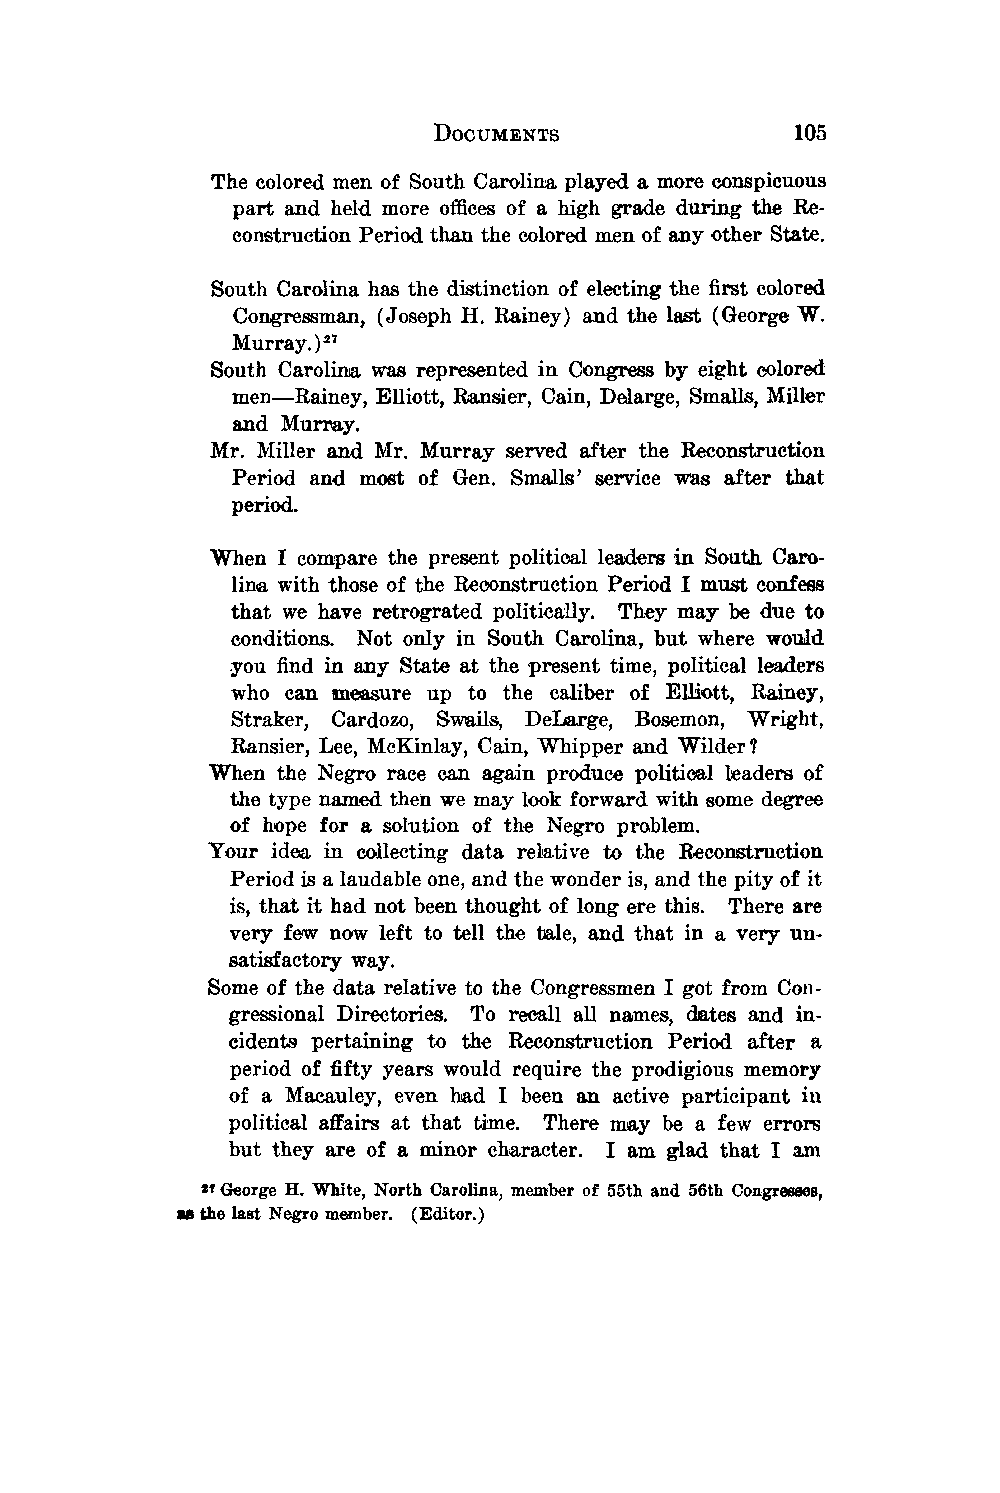 DOCUMENTS 105
The colored men of South Carolina played a more conspicuous
part and held more offices of a high grade during the Re-
construction Period than the colored men of any other State.
South Carolina has the distinction of electing the first colored
Congressman, (Joseph H. Rainey) and the last (George W.
Murray.)²⁷
South Carolina was represented in Congress by eight colored
men—Rainey, Elliott, Ransier, Cain, Delarge, Smalls, Miller
and Murray.
Mr. Miller and Mr. Murray served after the Reconstruction
Period and most of Gen. Smalls' service was after that
period.
When I compare the present political leaders in South Caro-
lina with those of the Reconstruction Period I must confess
that we have retrograted politically. They may be due to
conditions. Not only in South Carolina, but where would
you find in any State at the present time, political leaders
who can measure up to the caliber of Elliott, Rainey,
Straker, Cardozo, Swails, DeLarge, Bosemon, Wright,
Ransier, Lee, McKinlay, Cain, Whipper and Wilder?
When the Negro race can again produce political leaders of
the type named then we may look forward with some degree
of hope for a solution of the Negro problem.
Your idea in collecting data relative to the Reconstruction
Period is a laudable one, and the wonder is, and the pity of it
is, that it had not been thought of long ere this. There are
very few now left to tell the tale, and that in a very un-
satisfactory way.
Some of the data relative to the Congressmen I got from Con-
gressional Directories. To recall all names, dates and in-
cidents pertaining to the Reconstruction Period after a
period of fifty years would require the prodigious memory
of a Macauley, even had I been an active participant in
political affairs at that time. There may be a few errors
but they are of a minor character. I am glad that I am
²⁷ George H. White, North Carolina, member of 55th and 56th Congresses,
as the last Negro member. (Editor.)